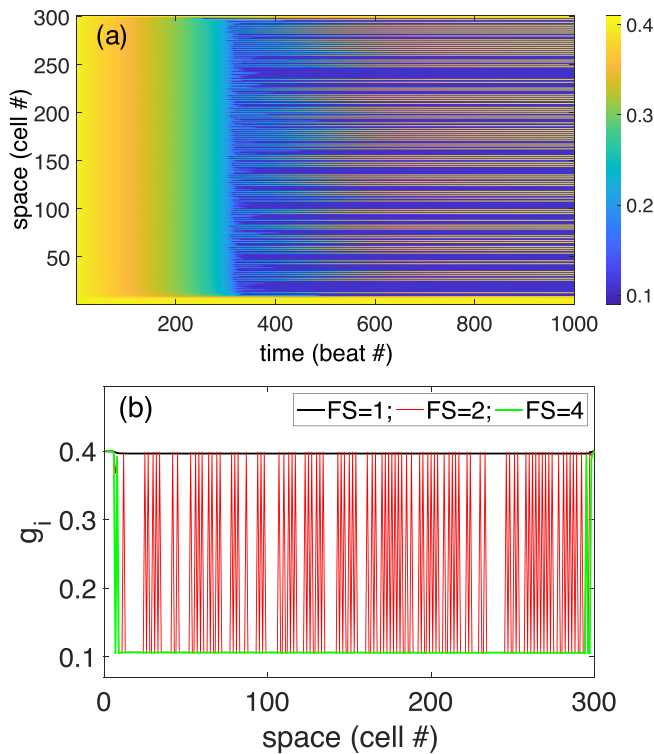 (a)
300
250
200
150
100
50
space (cell #)
200 400 600 800 1000
time (beat #)
0.4
0.3
0.2
0.1
(b)
FS=1; FS=2; FS=4
0.4
0.3
0.2
0.1
g_i
0 100 200 300
space (cell #)